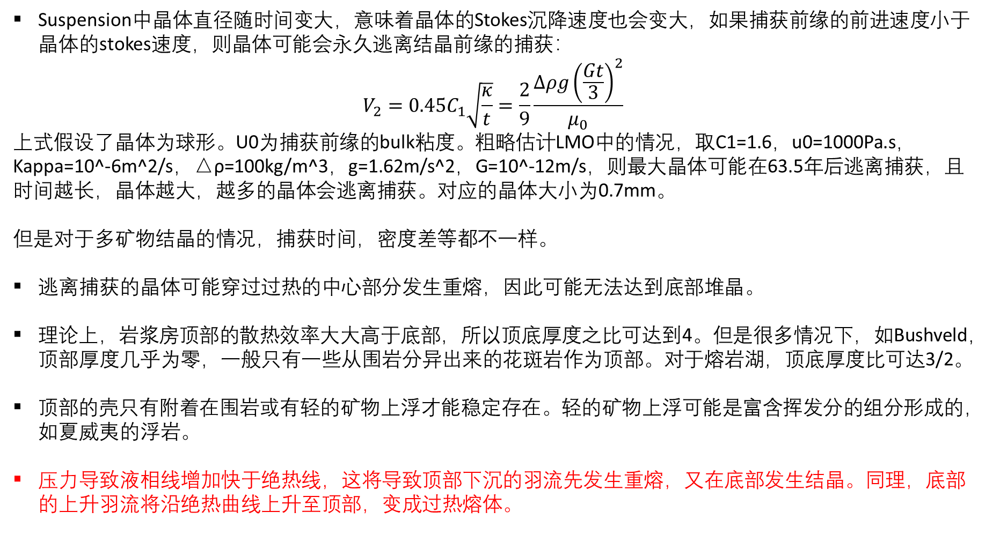 ▪ Suspension中晶体直径随时间变大，意味着晶体的Stokes沉降速度也会变大，如果捕获前缘的前进速度小于
晶体的stokes速度，则晶体可能会永久逃离结晶前缘的捕获：
V₂ = 0.45C₁√(κ/t) = (2/9) Δρg(Gt/3)²/μ₀
上式假设了晶体为球形。U0为捕获前缘的bulk粘度。粗略估计LMO中的情况，取C1=1.6，u0=1000Pa.s，
Kappa=10^-6m^2/s，△ρ=100kg/m^3，g=1.62m/s^2，G=10^-12m/s，则最大晶体可能在63.5年后逃离捕获，且
时间越长，晶体越大，越多的晶体会逃离捕获。对应的晶体大小为0.7mm。
但是对于多矿物结晶的情况，捕获时间，密度差等都不一样。
▪ 逃离捕获的晶体可能穿过过热的中心部分发生重熔，因此可能无法达到底部堆晶。
▪ 理论上，岩浆房顶部的散热效率大大高于底部，所以顶底厚度之比可达到4。但是很多情况下，如Bushveld，
顶部厚度几乎为零，一般只有一些从围岩分异出来的花斑岩作为顶部。对于熔岩湖，顶底厚度比可达3/2。
▪ 顶部的壳只有附着在围岩或有轻的矿物上浮才能稳定存在。轻的矿物上浮可能是富含挥发分的组分形成的，
如夏威夷的浮岩。
▪ 压力导致液相线增加快于绝热线，这将导致顶部下沉的羽流先发生重熔，又在底部发生结晶。同理，底部
的上升羽流将沿绝热曲线上升至顶部，变成过热熔体。